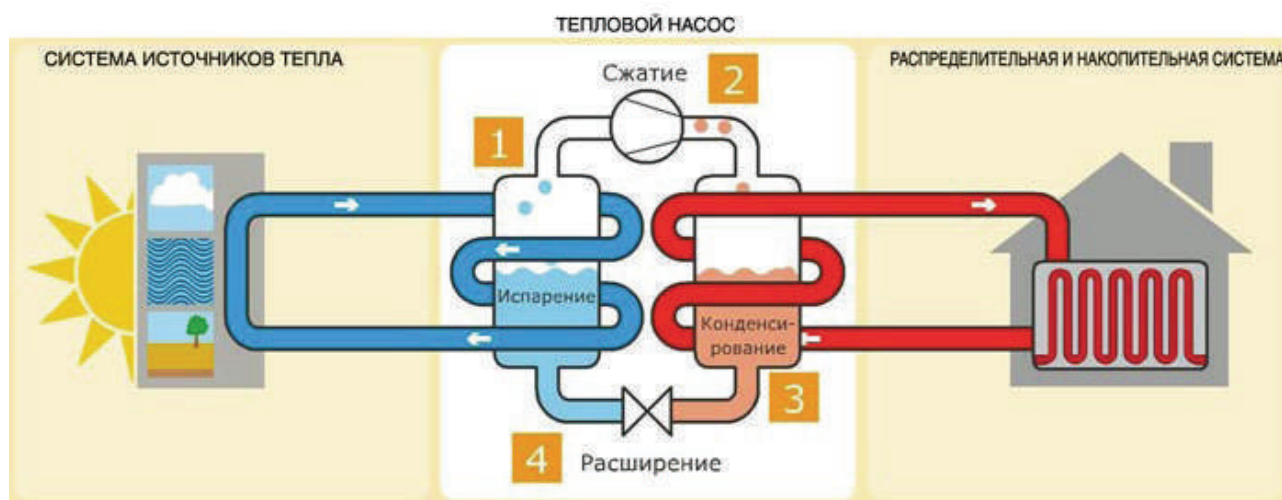 ТЕПЛОВОЙ НАСОС
СИСТЕМА ИСТОЧНИКОВ ТЕПЛА
РАСПРЕДЕЛИТЕЛЬНАЯ И НАКОПИТЕЛЬНАЯ СИСТЕМА
Сжатие
2
1
Испарение
Конденси-
рование
3
4
Расширение